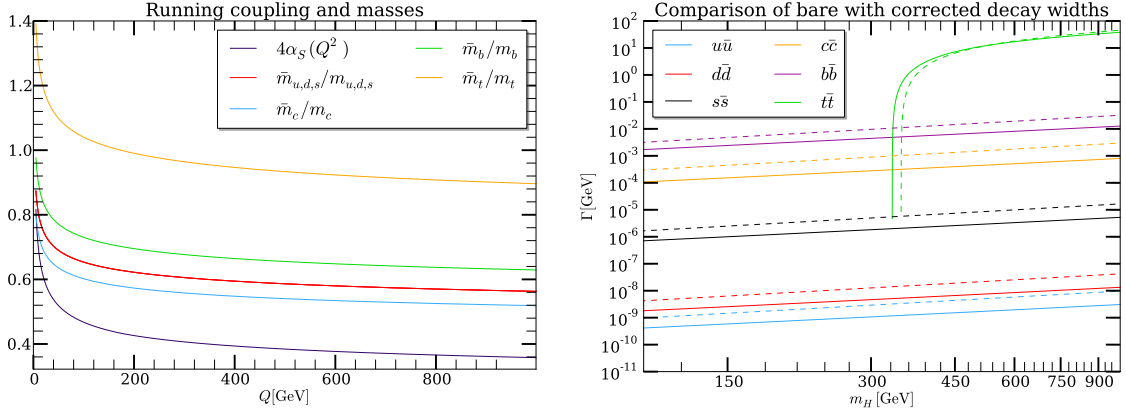 Running coupling and masses
1.4
1.2
1.0
0.8
0.6
0.4
0
200
400
600
800
Q[GeV]
4α_S(Q²)
m̄_{u,d,s}/m_{u,d,s}
m̄_c/m_c
m̄_b/m_b
m̄_t/m_t
Comparison of bare with corrected decay widths
10²
10¹
10⁰
10⁻¹
10⁻²
10⁻³
10⁻⁴
10⁻⁵
10⁻⁶
10⁻⁷
10⁻⁸
10⁻⁹
10⁻¹⁰
10⁻¹¹
Γ[GeV]
150
300
450
600
750
900
m_H[GeV]
uū
dd̄
ss̄
cc̄
bb̄
tt̄